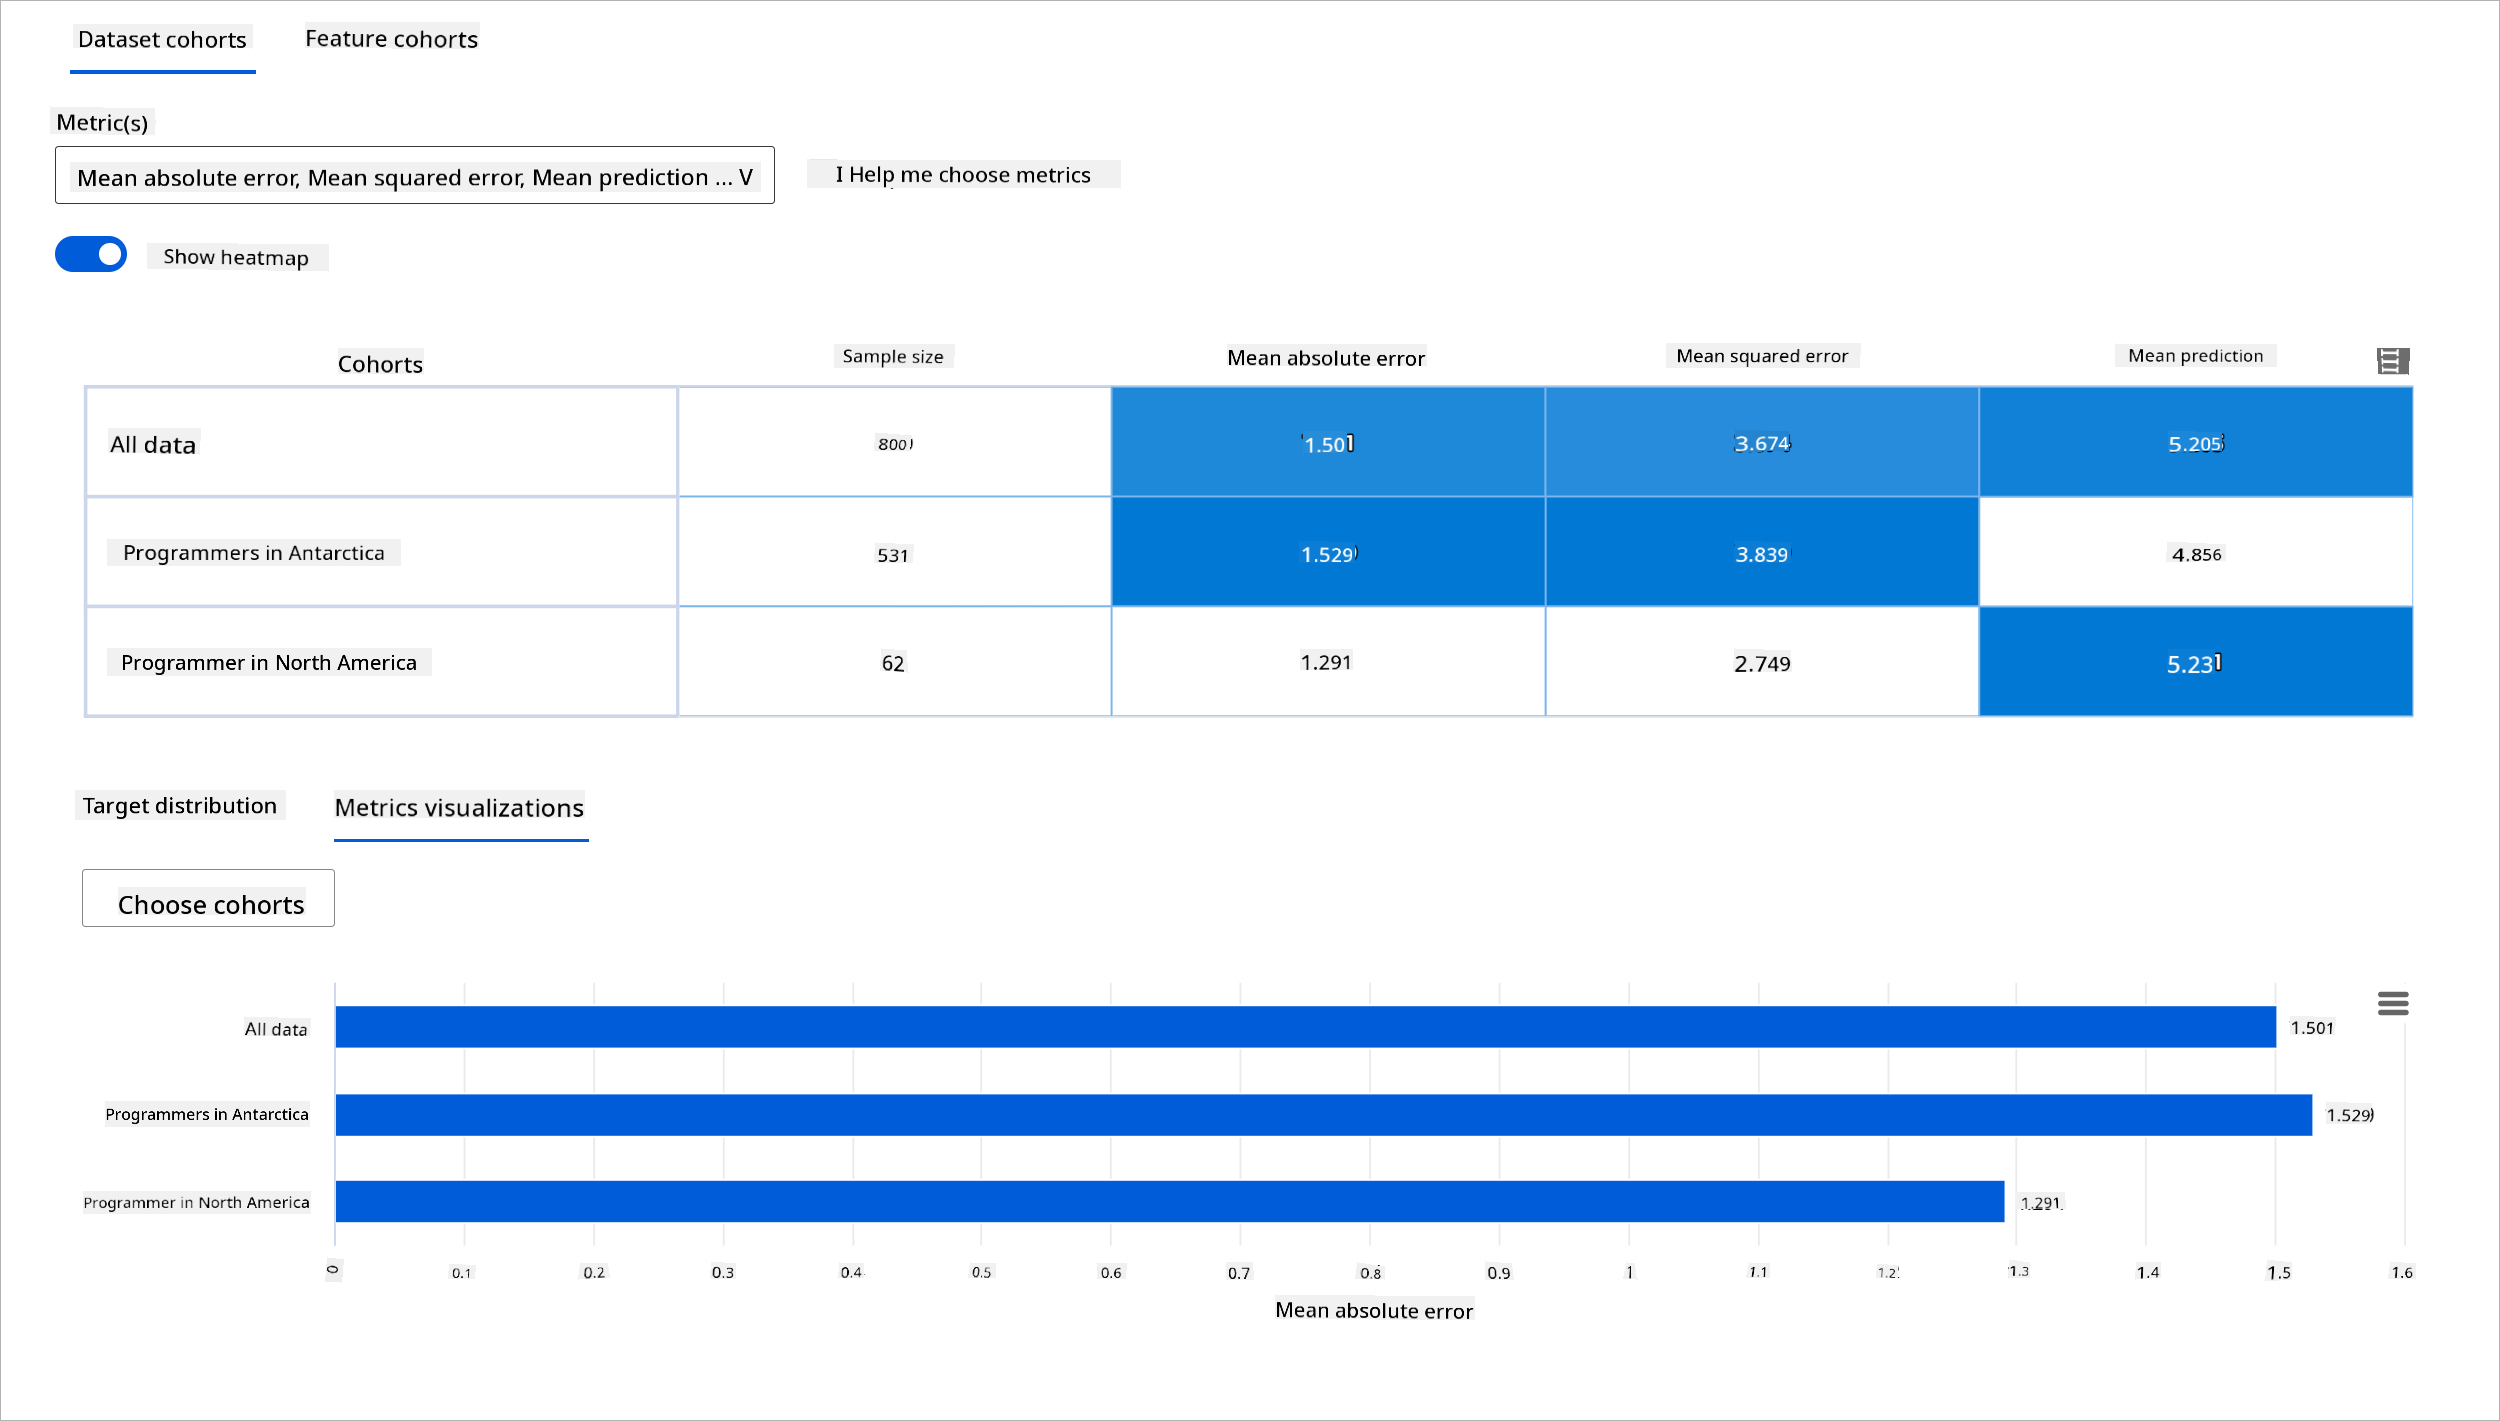 Dataset cohorts Feature cohorts
Metric(s)
Mean absolute error, Mean squared error, Mean prediction ... V I Help me choose metrics
Show heatmap
Cohorts Sample size Mean absolute error Mean squared error Mean prediction
All data 800 1.501 3.674 5.205
Programmers in Antarctica 531 1.529 3.839 4.856
Programmer in North America 62 1.291 2.749 5.231
Target distribution Metrics visualizations
Choose cohorts
All data 1.501
Programmers in Antarctica 1.529
Programmer in North America 1.291
0 0.1 0.2 0.3 0.4 0.5 0.6 0.7 0.8 0.9 1 1.1 1.2 1.3 1.4 1.5 1.6
Mean absolute error